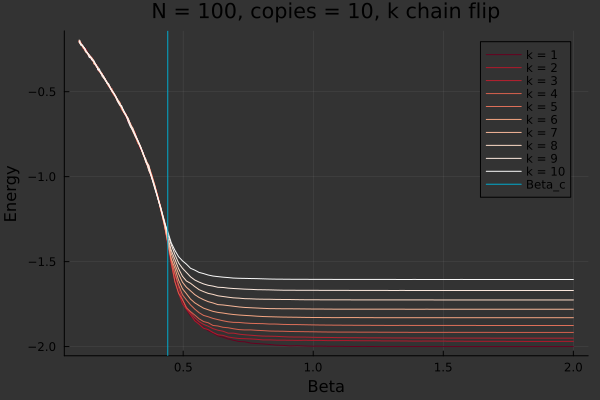 N = 100, copies = 10, k chain flip
Energy
−0.5
−1.0
−1.5
−2.0
k = 1
k = 2
k = 3
k = 4
k = 5
k = 6
k = 7
k = 8
k = 9
k = 10
Beta_c
0.5
1.0
1.5
2.0
Beta